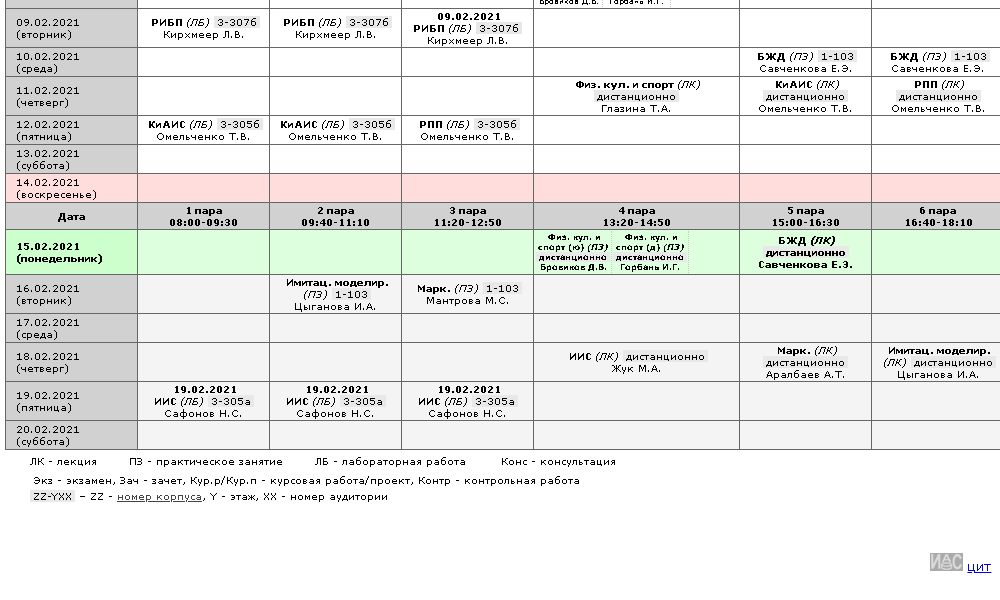 Бровиков Д.В. Горбань И.Г.
09.02.2021
(вторник)
РИБП (ЛБ) 3-307б
Кирхмеер Л.В.
РИБП (ЛБ) 3-307б
Кирхмеер Л.В.
09.02.2021
РИБП (ЛБ) 3-307б
Кирхмеер Л.В.
10.02.2021
(среда)
БЖД (ПЗ) 1-103
Савченкова Е.Э.
БЖД (ПЗ) 1-103
Савченкова Е.Э.
11.02.2021
(четверг)
Физ. кул. и спорт (ЛК)
дистанционно
Глазина Т.А.
КиАИС (ЛК)
дистанционно
Омельченко Т.В.
РПП (ЛК)
дистанционно
Омельченко Т.В.
12.02.2021
(пятница)
КиАИС (ЛБ) 3-305б
Омельченко Т.В.
КиАИС (ЛБ) 3-305б
Омельченко Т.В.
РПП (ЛБ) 3-305б
Омельченко Т.В.
13.02.2021
(суббота)
14.02.2021
(воскресенье)
Дата
1 пара
08:00-09:30
2 пара
09:40-11:10
3 пара
11:20-12:50
4 пара
13:20-14:50
5 пара
15:00-16:30
6 пара
16:40-18:10
15.02.2021
(понедельник)
Физ. кул. и
спорт (ю) (ПЗ)
дистанционно
Бровиков Д.В.
Физ. кул. и
спорт (д) (ПЗ)
дистанционно
Горбань И.Г.
БЖД (ЛК)
дистанционно
Савченкова Е.Э.
16.02.2021
(вторник)
Имитац. моделир.
(ПЗ) 1-103
Цыганова И.А.
Марк. (ПЗ) 1-103
Мантрова М.С.
17.02.2021
(среда)
18.02.2021
(четверг)
ИИС (ЛК) дистанционно
Жук М.А.
Марк. (ЛК)
дистанционно
Аралбаев А.Т.
Имитац. моделир.
(ЛК) дистанционно
Цыганова И.А.
19.02.2021
(пятница)
19.02.2021
ИИС (ЛБ) 3-305а
Сафонов Н.С.
19.02.2021
ИИС (ЛБ) 3-305а
Сафонов Н.С.
19.02.2021
ИИС (ЛБ) 3-305а
Сафонов Н.С.
20.02.2021
(суббота)
ЛК - лекция ПЗ - практическое занятие ЛБ - лабораторная работа Конс - консультация
Экз - экзамен, Зач - зачет, Кур.р/Кур.п - курсовая работа/проект, Контр - контрольная работа
ZZ-YXX – ZZ - номер корпуса, Y - этаж, XX - номер аудитории
ИАС ЦИТ